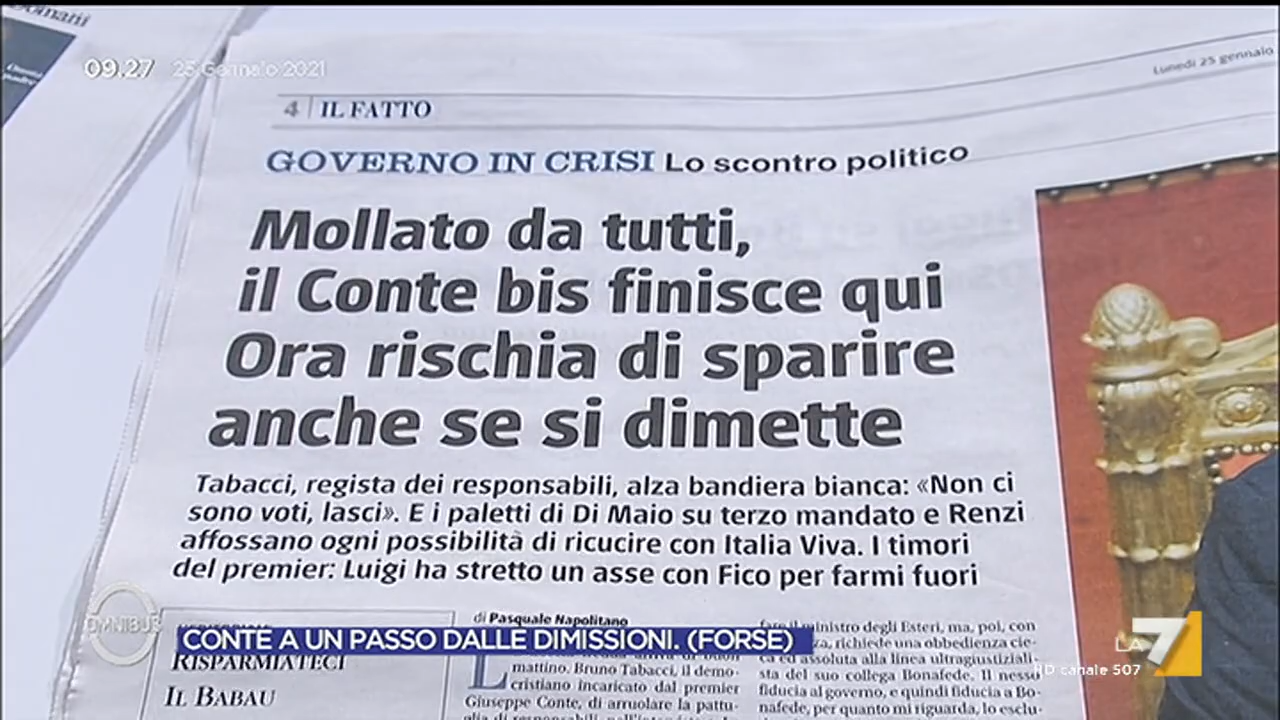 09.27 25 Gennaio 2021
Lunedì 25 gennaio
4 IL FATTO
GOVERNO IN CRISI Lo scontro politico
Mollato da tutti,
il Conte bis finisce qui
Ora rischia di sparire
anche se si dimette
Tabacci, regista dei responsabili, alza bandiera bianca: «Non ci
sono voti, lasci». E i paletti di Di Maio su terzo mandato e Renzi
affossano ogni possibilità di ricucire con Italia Viva. I timori
del premier: Luigi ha stretto un asse con Fico per farmi fuori
OMNIBUS
CONTE A UN PASSO DALLE DIMISSIONI. (FORSE)
RISPARMIATECI
IL BABAU
di Pasquale Napolitano
mattino. Bruno Tabacci, il demo-
cristiano incaricato dal premier
Giuseppe Conte, di arruolare la pattu-
fare il ministro degli Esteri, ma, poi, con
richiede una obbedienza cie-
ca ed assoluta alla linea ultragiustiziali-
sta del suo collega Bonafede. Il nesso
fiducia al governo, e quindi fiducia a Bo-
nafede, per quanto mi riguarda, lo esclu-
LA 7
HD canale 507